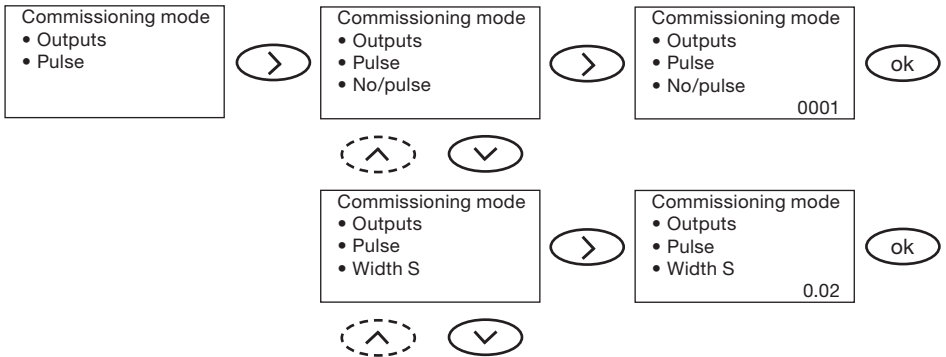 Commissioning mode
• Outputs
• Pulse
Commissioning mode
• Outputs
• Pulse
• No/pulse
Commissioning mode
• Outputs
• Pulse
• No/pulse
0001
ok
Commissioning mode
• Outputs
• Pulse
• Width S
Commissioning mode
• Outputs
• Pulse
• Width S
0.02
ok